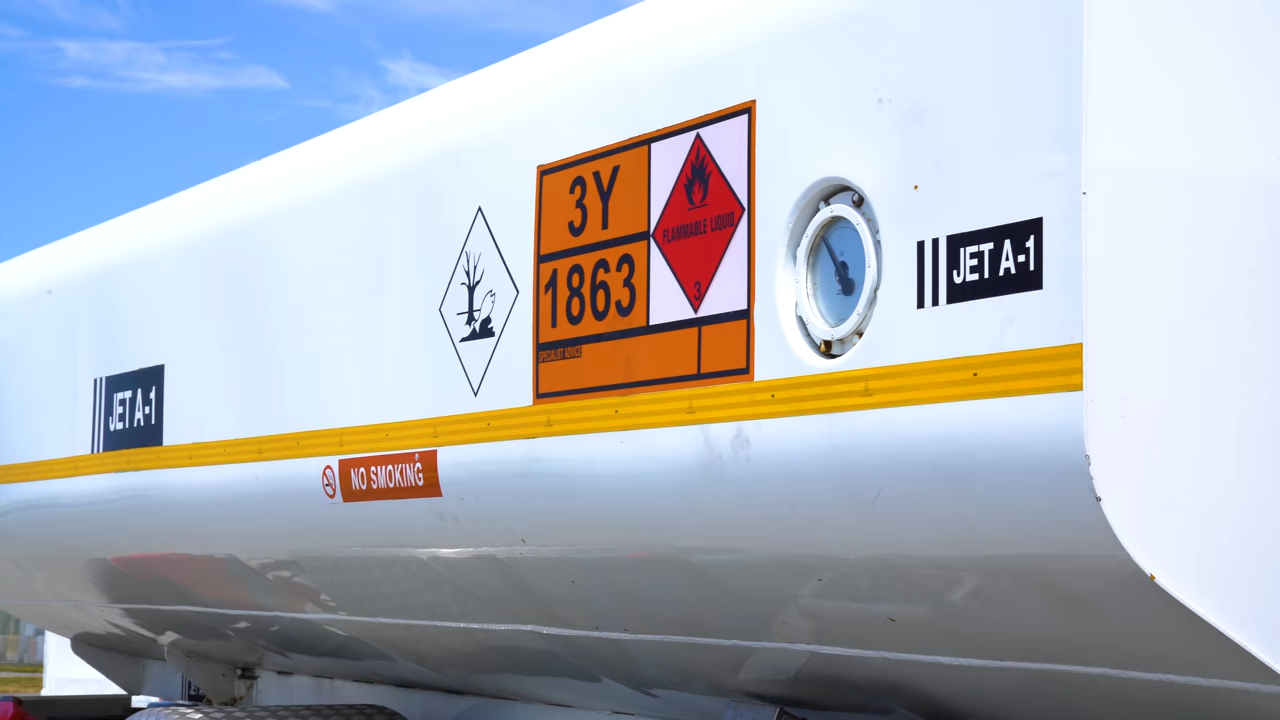 3Y
1863
FLAMMABLE LIQUID
3
SPECIALIST ADVICE
JET A-1
JET A-1
NO SMOKING